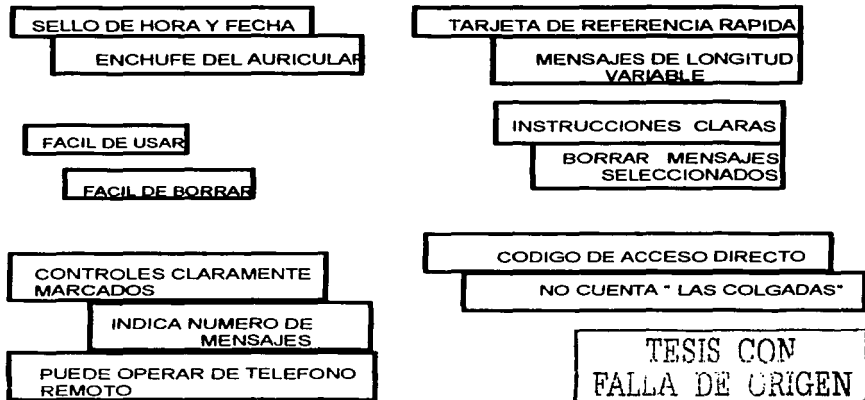 SELLO DE HORA Y FECHA
ENCHUFE DEL AURICULAR
FACIL DE USAR
FACIL DE BORRAR
CONTROLES CLARAMENTE
MARCADOS
INDICA NUMERO DE
MENSAJES
PUEDE OPERAR DE TELEFONO
REMOTO
TARJETA DE REFERENCIA RAPIDA
MENSAJES DE LONGITUD
VARIABLE
INSTRUCCIONES CLARAS
BORRAR MENSAJES
SELECCIONADOS
CODIGO DE ACCESO DIRECTO
NO CUENTA " LAS COLGADAS"
TESIS CON
FALLA DE ORIGEN